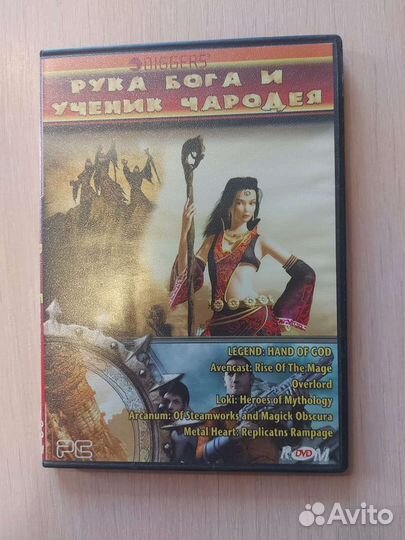 DIGGERS
РУКА БОГА И
УЧЕНИК ЧАРОДЕЯ
LEGEND: HAND OF GOD
Avencast: Rise Of The Mage
Overlord
Loki: Heroes of Mythology
Arcanum: Of Steamworks and Magick Obscura
Metal Heart: Replicatns Rampage
PC
DVD
Avito